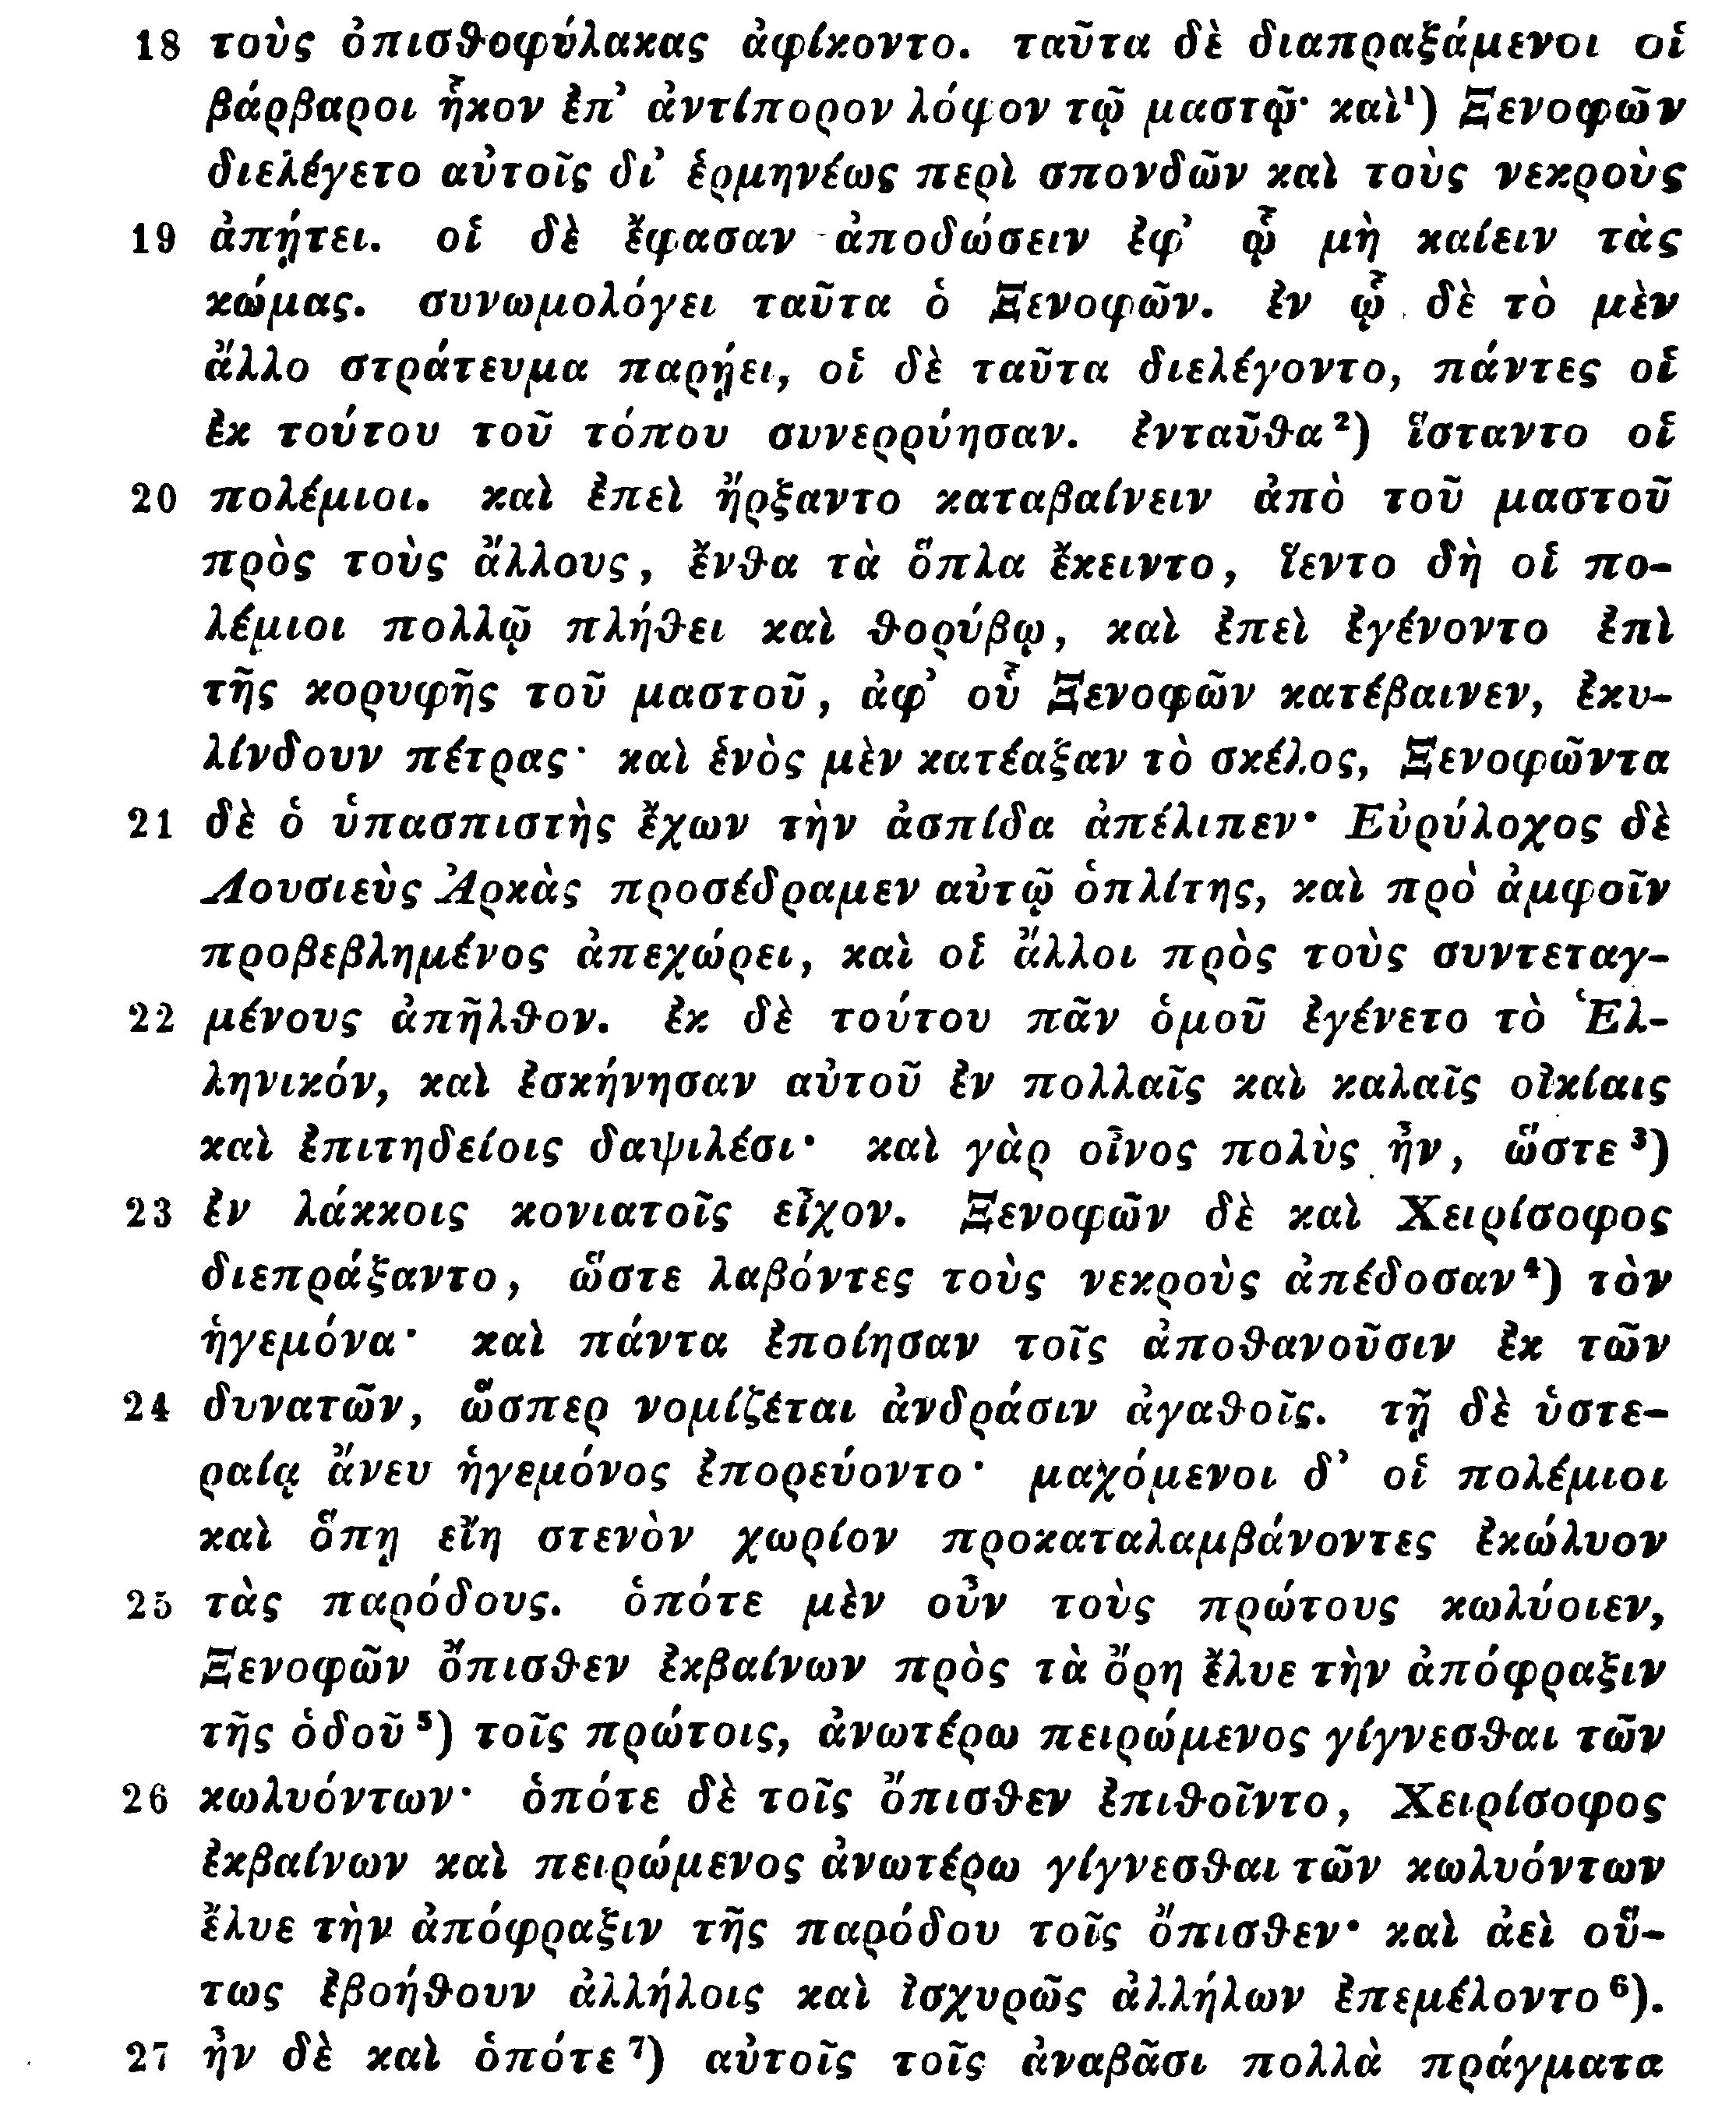 18 τοὺς ὀπισθοφύλακας ἀφίκοντο. ταῦτα δὲ διαπραξάμενοι οἱ
βάρβαροι ἧκον ἐπ’ ἀντίπορον λόφον τῷ μαστῷ· καὶ¹) Ξενοφῶν
διελέγετο αὐτοῖς δι’ ἑρμηνέως περὶ σπονδῶν καὶ τοὺς νεκροὺς
19 ἀπῄτει. οἱ δὲ ἔφασαν ἀποδώσειν ἐφ’ ᾧ μὴ καίειν τὰς
κώμας. συνωμολόγει ταῦτα ὁ Ξενοφῶν. ἐν ᾧ δὲ τὸ μὲν
ἄλλο στράτευμα παρῄει, οἱ δὲ ταῦτα διελέγοντο, πάντες οἱ
ἐκ τούτου τοῦ τόπου συνερρύησαν. ἐνταῦθα²) ἵσταντο οἱ
20 πολέμιοι. καὶ ἐπεὶ ἤρξαντο καταβαίνειν ἀπὸ τοῦ μαστοῦ
πρὸς τοὺς ἄλλους, ἔνθα τὰ ὅπλα ἔκειντο, ἵεντο δὴ οἱ πο-
λέμιοι πολλῷ πλήθει καὶ θορύβῳ, καὶ ἐπεὶ ἐγένοντο ἐπὶ
τῆς κορυφῆς τοῦ μαστοῦ, ἀφ’ οὗ Ξενοφῶν κατέβαινεν, ἐκυ-
λίνδουν πέτρας· καὶ ἑνὸς μὲν κατέαξαν τὸ σκέλος, Ξενοφῶντα
21 δὲ ὁ ὑπασπιστὴς ἔχων τὴν ἀσπίδα ἀπέλιπεν· Εὐρύλοχος δὲ
Λουσιεὺς Ἀρκὰς προσέδραμεν αὐτῷ ὁπλίτης, καὶ πρὸ ἀμφοῖν
προβεβλημένος ἀπεχώρει, καὶ οἱ ἄλλοι πρὸς τοὺς συντεταγ-
22 μένους ἀπῆλθον. ἐκ δὲ τούτου πᾶν ὁμοῦ ἐγένετο τὸ Ἑλ-
ληνικόν, καὶ ἐσκήνησαν αὐτοῦ ἐν πολλαῖς καὶ καλαῖς οἰκίαις
καὶ ἐπιτηδείοις δαψιλέσι· καὶ γὰρ οἶνος πολὺς ἦν, ὥστε³)
23 ἐν λάκκοις κονιατοῖς εἶχον. Ξενοφῶν δὲ καὶ Χειρίσοφος
διεπράξαντο, ὥστε λαβόντες τοὺς νεκροὺς ἀπέδοσαν⁴) τὸν
ἡγεμόνα· καὶ πάντα ἐποίησαν τοῖς ἀποθανοῦσιν ἐκ τῶν
24 δυνατῶν, ὥσπερ νομίζεται ἀνδράσιν ἀγαθοῖς. τῇ δὲ ὑστε-
ραίᾳ ἄνευ ἡγεμόνος ἐπορεύοντο· μαχόμενοι δ’ οἱ πολέμιοι
καὶ ὅπῃ εἴη στενὸν χωρίον προκαταλαμβάνοντες ἐκώλυον
25 τὰς παρόδους. ὁπότε μὲν οὖν τοὺς πρώτους κωλύοιεν,
Ξενοφῶν ὄπισθεν ἐκβαίνων πρὸς τὰ ὄρη ἔλυε τὴν ἀπόφραξιν
τῆς ὁδοῦ⁵) τοῖς πρώτοις, ἀνωτέρω πειρώμενος γίγνεσθαι τῶν
26 κωλυόντων· ὁπότε δὲ τοῖς ὄπισθεν ἐπιθοῖντο, Χειρίσοφος
ἐκβαίνων καὶ πειρώμενος ἀνωτέρω γίγνεσθαι τῶν κωλυόντων
ἔλυε τὴν ἀπόφραξιν τῆς παρόδου τοῖς ὄπισθεν· καὶ ἀεὶ οὕ-
τως ἐβοήθουν ἀλλήλοις καὶ ἰσχυρῶς ἀλλήλων ἐπεμέλοντο⁶).
27 ἦν δὲ καὶ ὁπότε⁷) αὐτοῖς τοῖς ἀναβᾶσι πολλὰ πράγματα